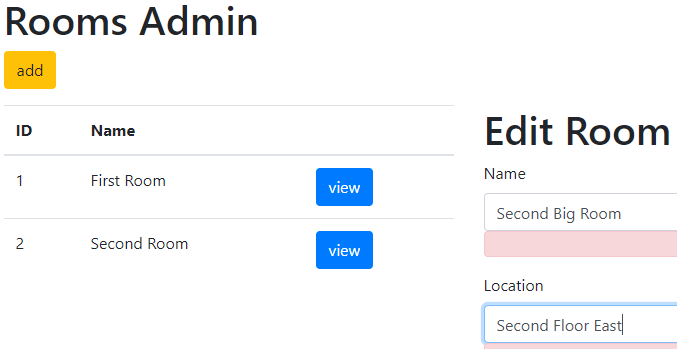 Rooms Admin
add
ID Name
1 First Room view
2 Second Room view
Edit Room
Name
Second Big Room
Location
Second Floor East